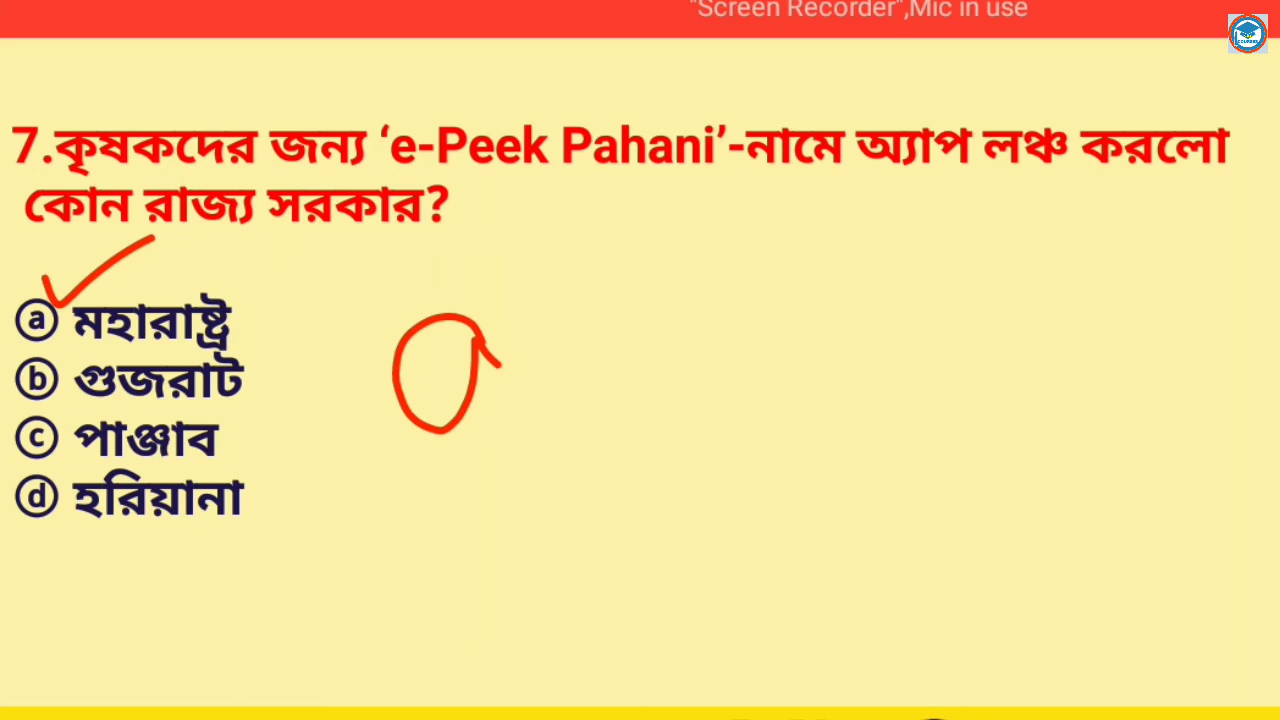 "Screen Recorder",Mic in use
7.কৃষকদের জন্য ‘e-Peek Pahani’-নামে অ্যাপ লঞ্চ করলো
কোন রাজ্য সরকার?
ⓐ মহারাষ্ট্র
ⓑ গুজরাট
ⓒ পাঞ্জাব
ⓓ হরিয়ানা
a